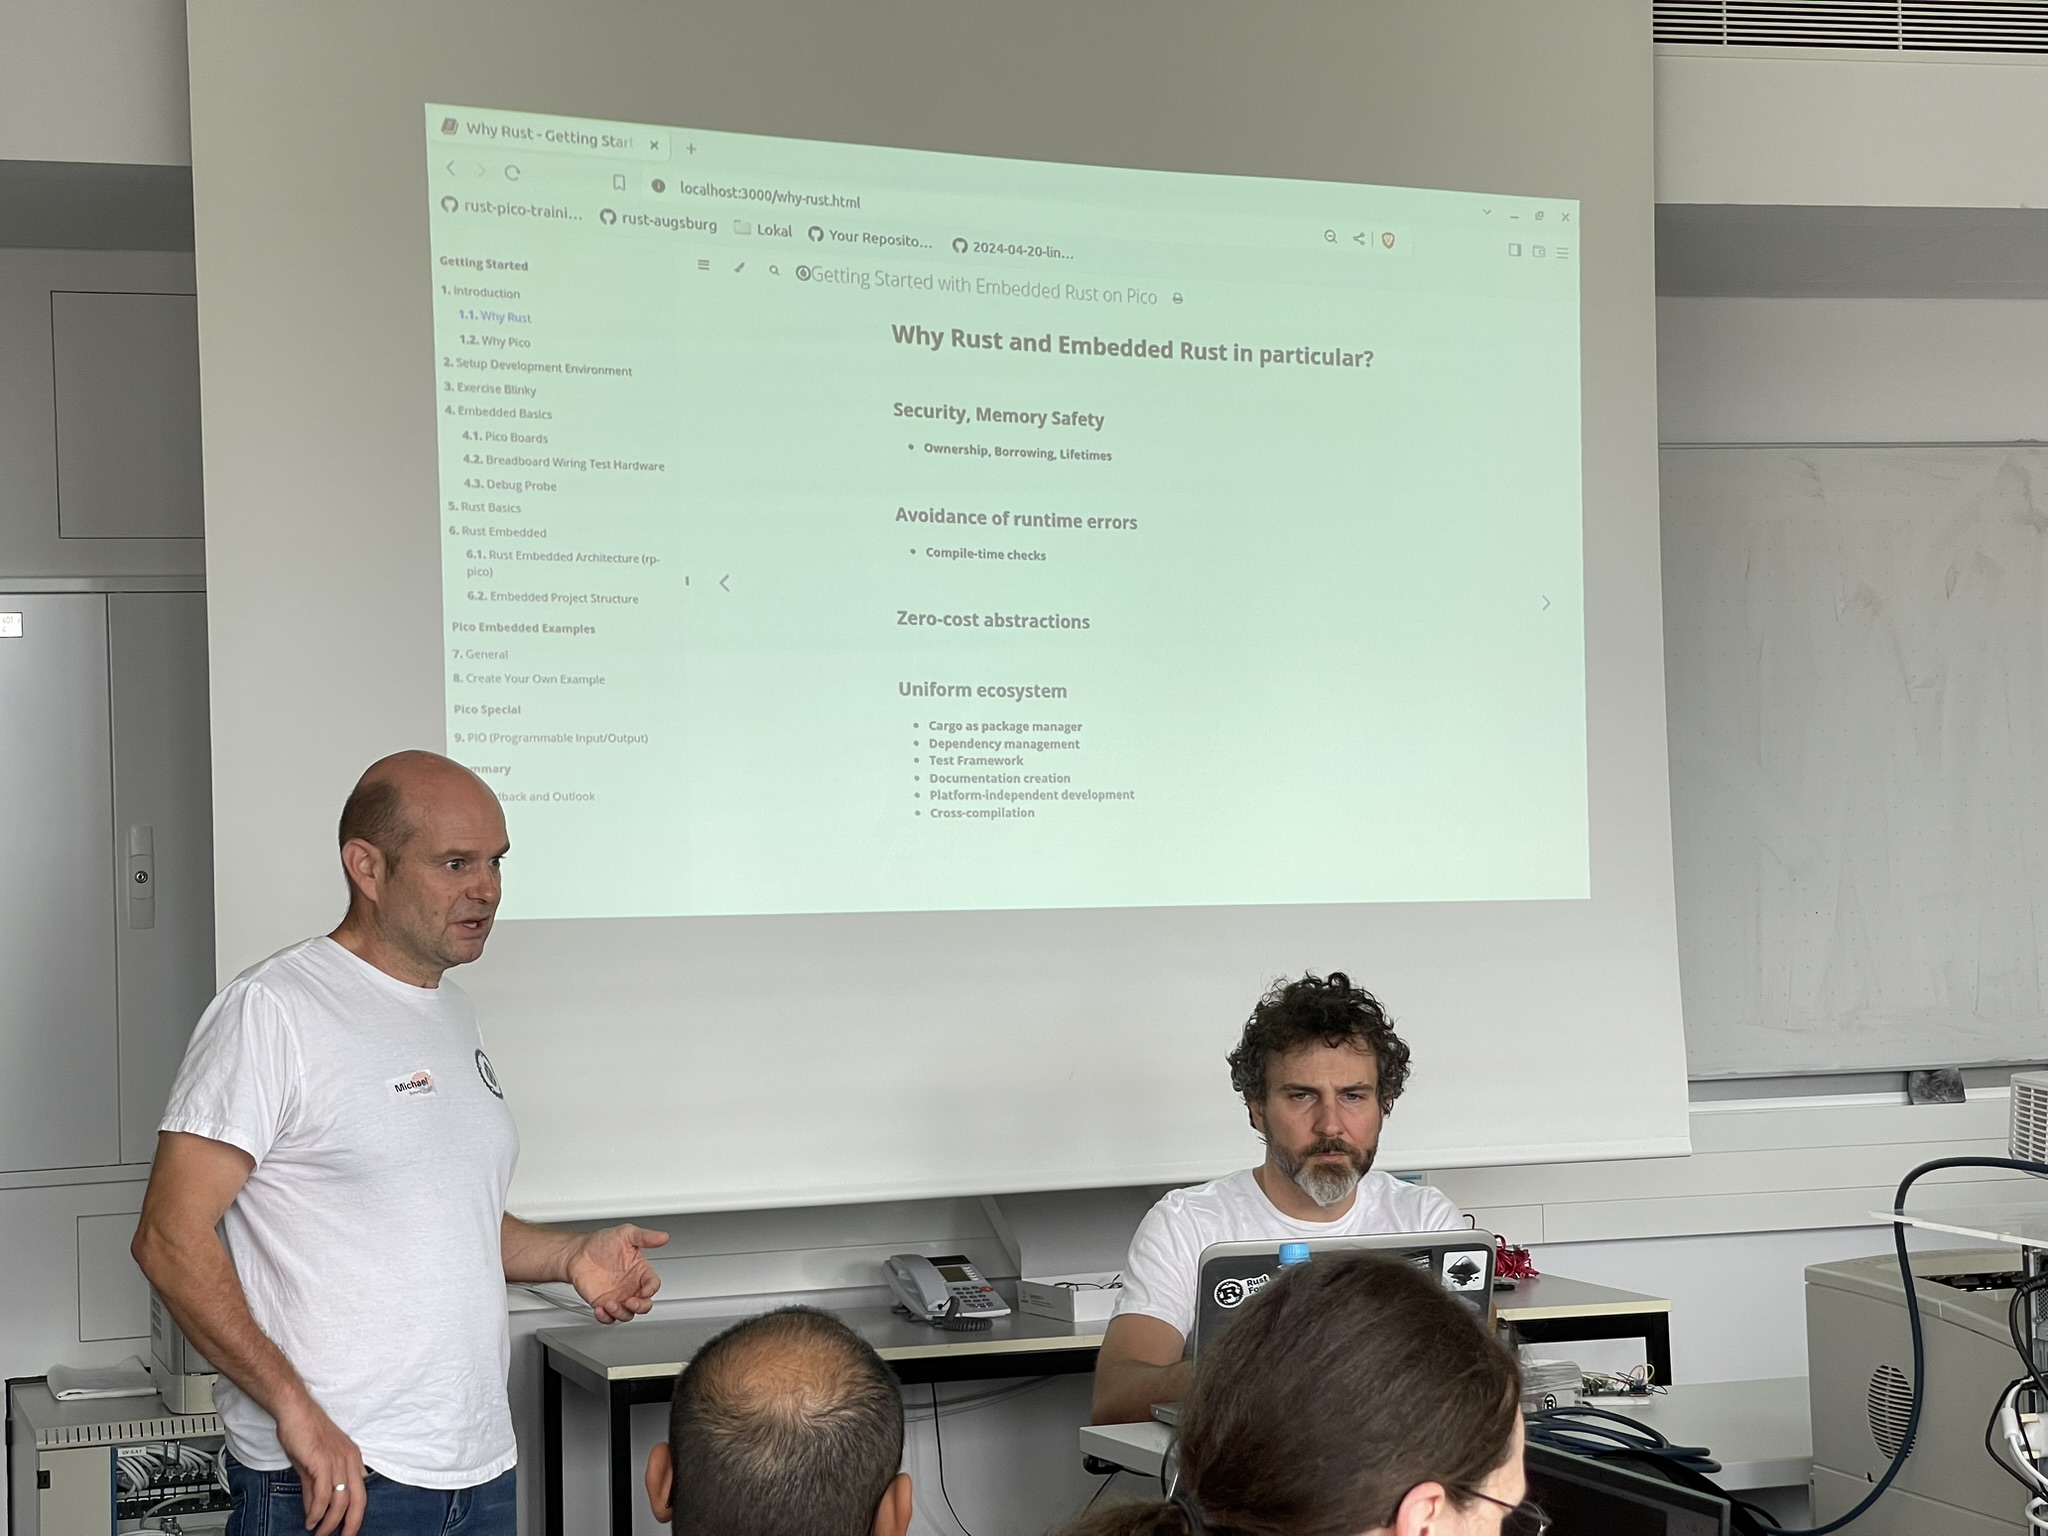 Why Rust - Getting Start
localhost:3000/why-rust.html
rust-pico-traini...
rust-augsburg
Lokal
Your Reposito...
2024-04-20-lin...
Getting Started
1. Introduction
1.1. Why Rust
1.2. Why Pico
2. Setup Development Environment
3. Exercise Blinky
4. Embedded Basics
4.1. Pico Boards
4.2. Breadboard Wiring Test Hardware
4.3. Debug Probe
5. Rust Basics
6. Rust Embedded
6.1. Rust Embedded Architecture (rp-
pico)
6.2. Embedded Project Structure
Pico Embedded Examples
7. General
8. Create Your Own Example
Pico Special
9. PIO (Programmable Input/Output)
mmary
dback and Outlook
Getting Started with Embedded Rust on Pico
Why Rust and Embedded Rust in particular?
Security, Memory Safety
• Ownership, Borrowing, Lifetimes
Avoidance of runtime errors
• Compile-time checks
Zero-cost abstractions
Uniform ecosystem
• Cargo as package manager
• Dependency management
• Test Framework
• Documentation creation
• Platform-independent development
• Cross-compilation
Michael
R
Rust
R